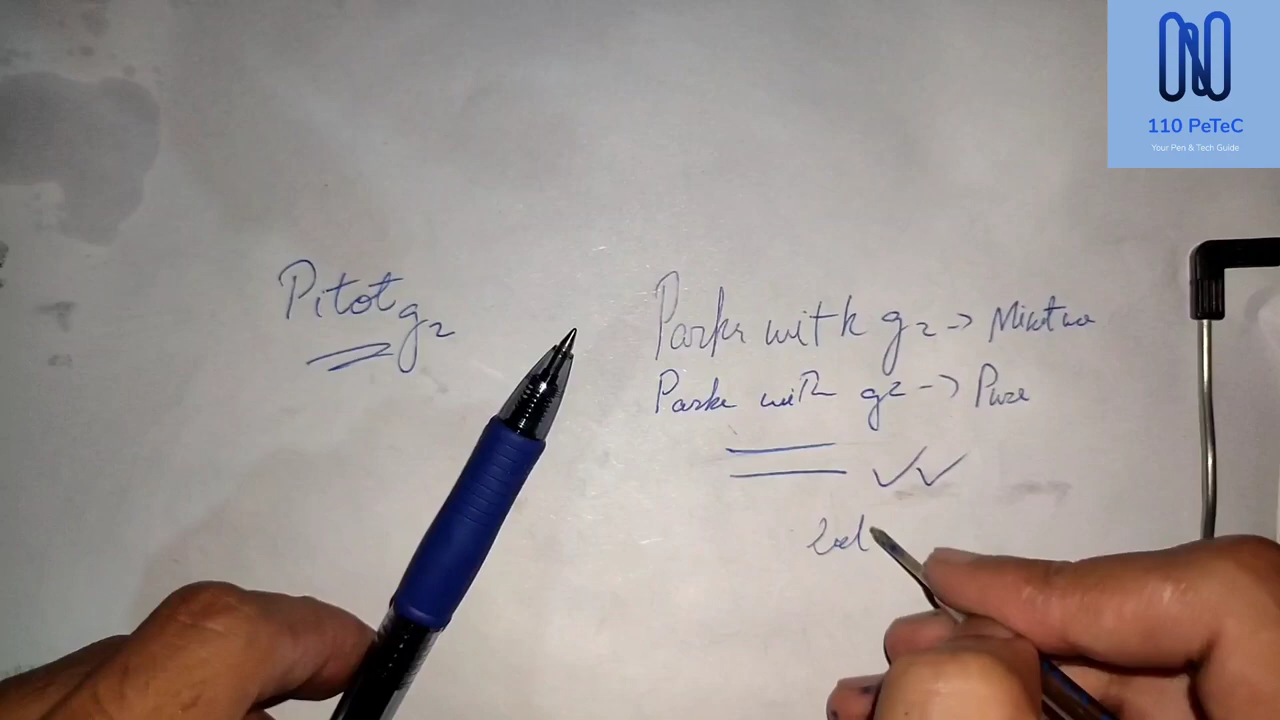 110 PeTeC
Your Pen & Tech Guide
Pitot g2
Parker with g2 -> Mixture
Parker with g2 -> Pure